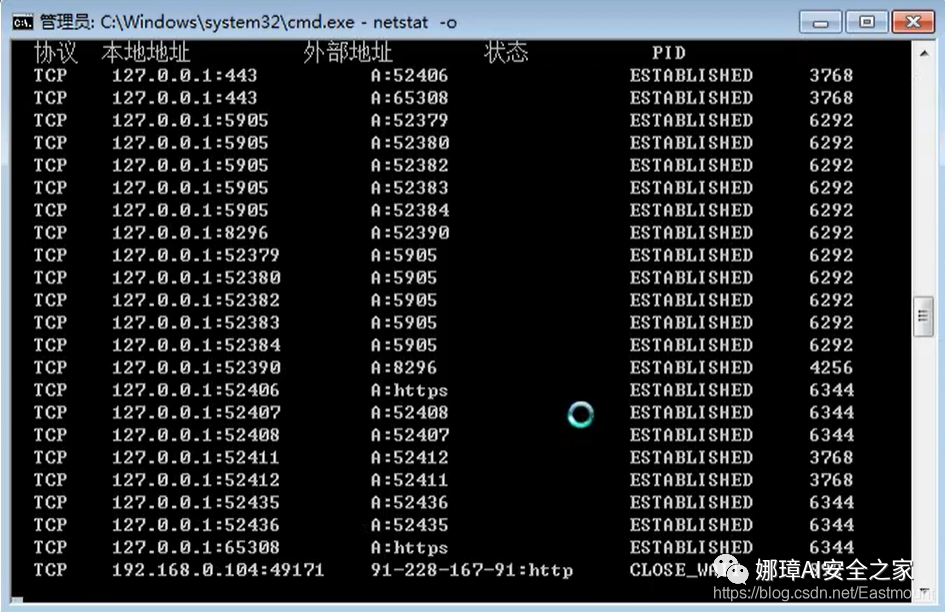 管理员: C:\Windows\system32\cmd.exe - netstat -o
协议 本地地址 外部地址 状态 PID
TCP 127.0.0.1:443 A:52406 ESTABLISHED 3768
TCP 127.0.0.1:443 A:65308 ESTABLISHED 3768
TCP 127.0.0.1:5905 A:52379 ESTABLISHED 6292
TCP 127.0.0.1:5905 A:52380 ESTABLISHED 6292
TCP 127.0.0.1:5905 A:52382 ESTABLISHED 6292
TCP 127.0.0.1:5905 A:52383 ESTABLISHED 6292
TCP 127.0.0.1:5905 A:52384 ESTABLISHED 6292
TCP 127.0.0.1:8296 A:52390 ESTABLISHED 6292
TCP 127.0.0.1:52379 A:5905 ESTABLISHED 6292
TCP 127.0.0.1:52380 A:5905 ESTABLISHED 6292
TCP 127.0.0.1:52382 A:5905 ESTABLISHED 6292
TCP 127.0.0.1:52383 A:5905 ESTABLISHED 6292
TCP 127.0.0.1:52384 A:5905 ESTABLISHED 6292
TCP 127.0.0.1:52390 A:8296 ESTABLISHED 4256
TCP 127.0.0.1:52406 A:https ESTABLISHED 6344
TCP 127.0.0.1:52407 A:52408 ESTABLISHED 6344
TCP 127.0.0.1:52408 A:52407 ESTABLISHED 6344
TCP 127.0.0.1:52411 A:52412 ESTABLISHED 3768
TCP 127.0.0.1:52412 A:52411 ESTABLISHED 3768
TCP 127.0.0.1:52435 A:52436 ESTABLISHED 6344
TCP 127.0.0.1:52436 A:52435 ESTABLISHED 6344
TCP 127.0.0.1:65308 A:https ESTABLISHED 6344
TCP 192.168.0.104:49171 91-228-167-91:http
娜璋AI安全之家
https://blog.csdn.net/Eastmount